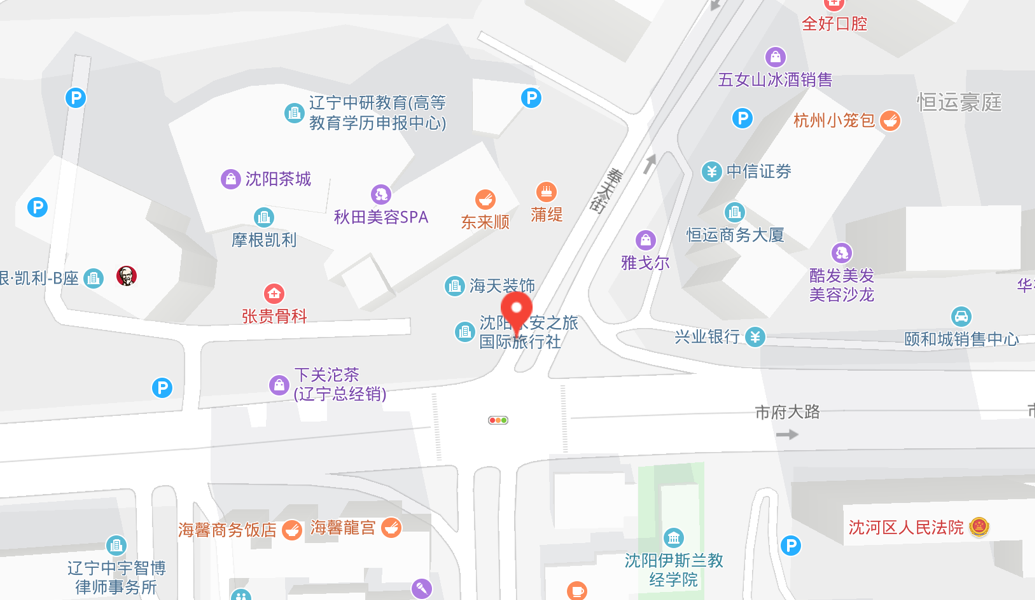 全好口腔
五女山冰酒销售
恒运豪庭
辽宁中研教育(高等
教育学历申报中心)
杭州小笼包
沈阳茶城
中信证券
奉天街
秋田美容SPA
东来顺
蒲缇
摩根凯利
恒运商务大厦
雅戈尔
根·凯利-B座
酷发美发
美容沙龙
海天装饰
华
张贵骨科
沈阳永安之旅
国际旅行社
兴业银行
颐和城销售中心
下关沱茶
(辽宁总经销)
市府大路
市
海馨商务饭店
海馨龍宫
沈河区人民法院
沈阳伊斯兰教
经学院
辽宁中宇智博
律师事务所